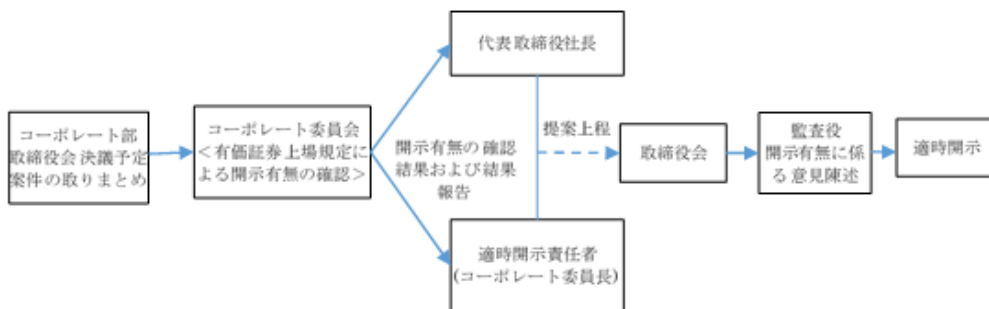 コーポレート部
取締役会決議予定
案件の取りまとめ
コーポレート委員会
<有価証券上場規定に
よる開示有無の確認>
代表取締役社長
開示有無の確認
結果および結果
報告
適時開示責任者
(コーポレート委員長)
提案上程
取締役会
監査役
開示有無に係
る意見陳述
適時開示